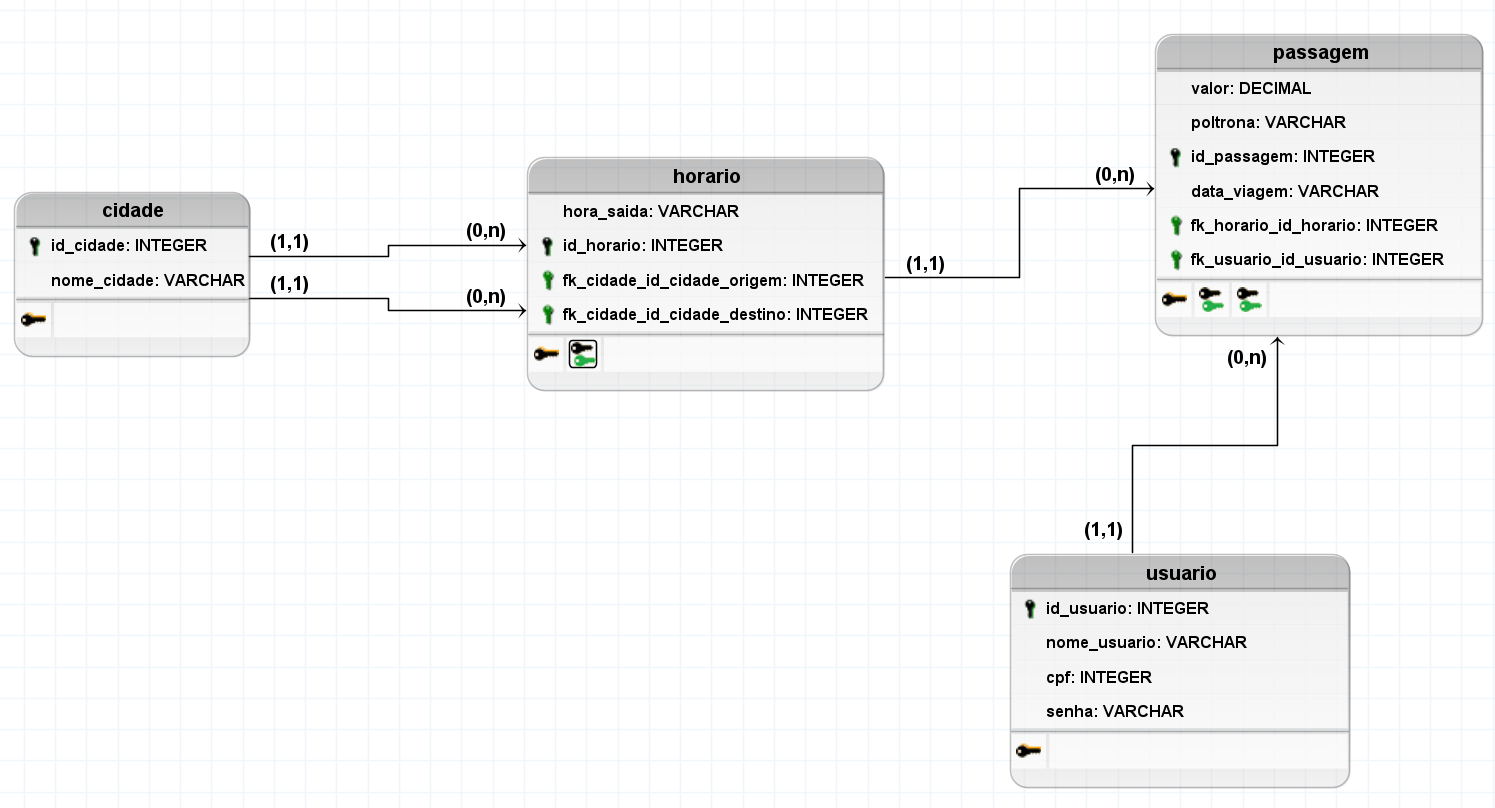 cidade
id_cidade: INTEGER
nome_cidade: VARCHAR
(1,1)
(0,n)
(1,1)
(0,n)
horario
hora_saida: VARCHAR
id_horario: INTEGER
fk_cidade_id_cidade_origem: INTEGER
fk_cidade_id_cidade_destino: INTEGER
(1,1)
(0,n)
passagem
valor: DECIMAL
poltrona: VARCHAR
id_passagem: INTEGER
data_viagem: VARCHAR
fk_horario_id_horario: INTEGER
fk_usuario_id_usuario: INTEGER
(0,n)
(1,1)
usuario
id_usuario: INTEGER
nome_usuario: VARCHAR
cpf: INTEGER
senha: VARCHAR